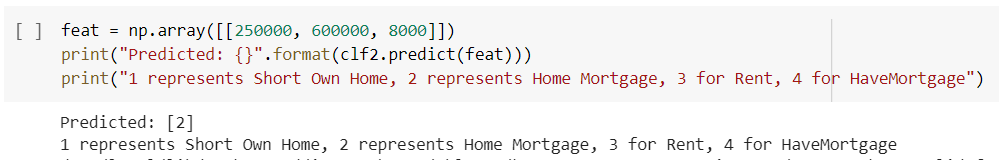 [ ] feat = np.array([[250000, 600000, 8000]])
print("Predicted: {}".format(clf2.predict(feat)))
print("1 represents Short Own Home, 2 represents Home Mortgage, 3 for Rent, 4 for HaveMortgage")
Predicted: [2]
1 represents Short Own Home, 2 represents Home Mortgage, 3 for Rent, 4 for HaveMortgage